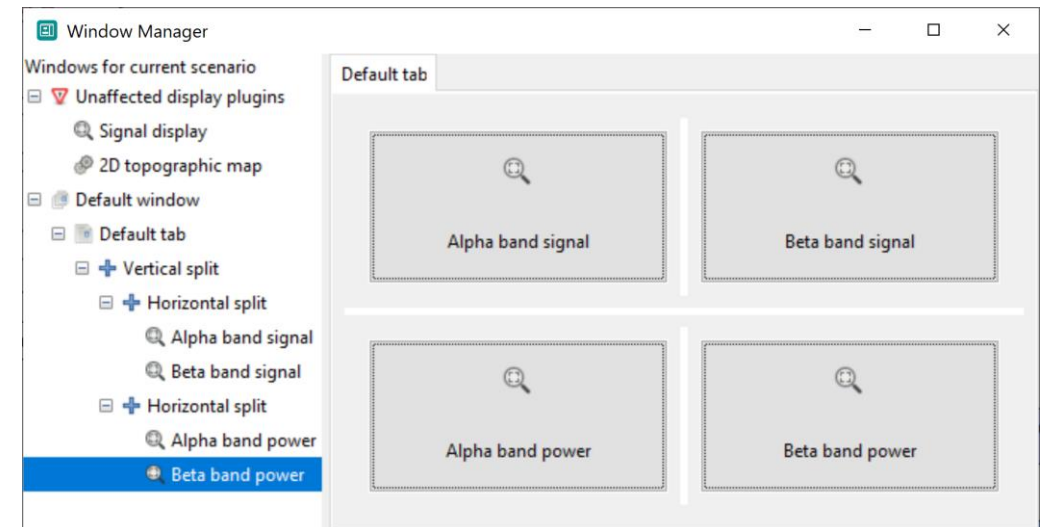 Window Manager
Windows for current scenario
Unaffected display plugins
Signal display
2D topographic map
Default window
Default tab
Vertical split
Horizontal split
Alpha band signal
Beta band signal
Horizontal split
Alpha band power
Beta band power
Default tab
Alpha band signal
Beta band signal
Alpha band power
Beta band power